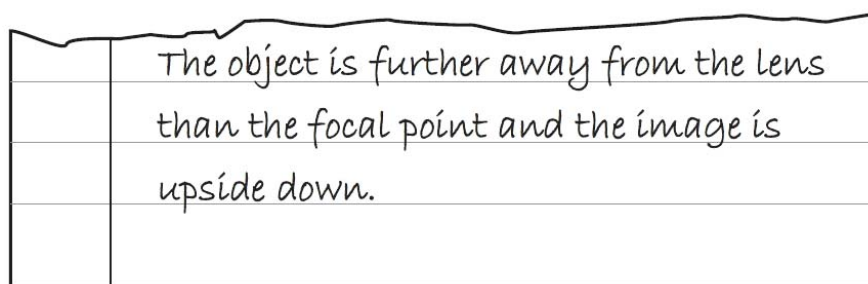 The object is further away from the lens
than the focal point and the image is
upside down.